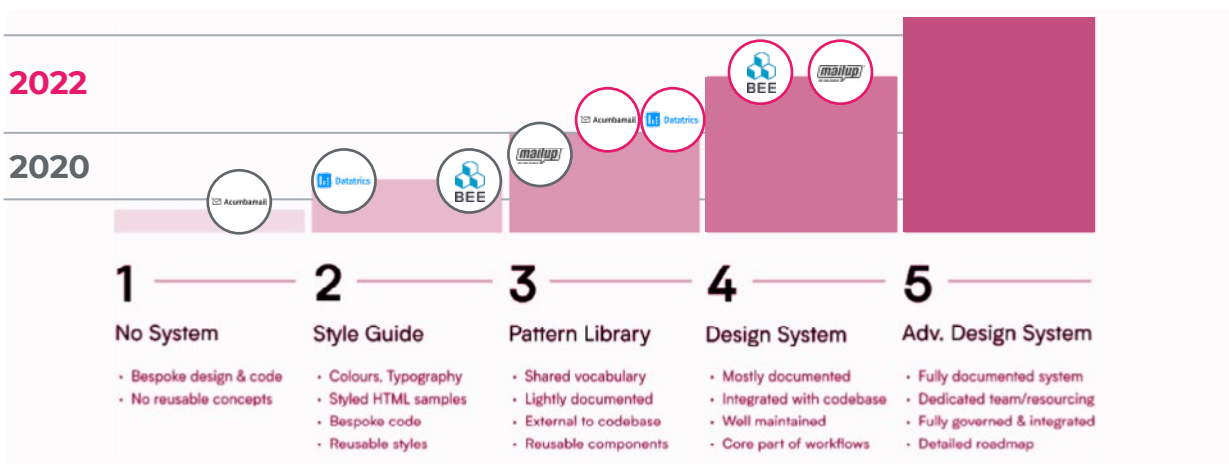 2022
2020
BEE
mailup
Acumbamail
Datatrics
mailup
Datatrics
BEE
Acumbamail
1
No System
• Bespoke design & code
• No reusable concepts
2
Style Guide
• Colours, Typography
• Styled HTML samples
• Bespoke code
• Reusable styles
3
Pattern Library
• Shared vocabulary
• Lightly documented
• External to codebase
• Reusable components
4
Design System
• Mostly documented
• Integrated with codebase
• Well maintained
• Core part of workflows
5
Adv. Design System
• Fully documented system
• Dedicated team/resourcing
• Fully governed & integrated
• Detailed roadmap